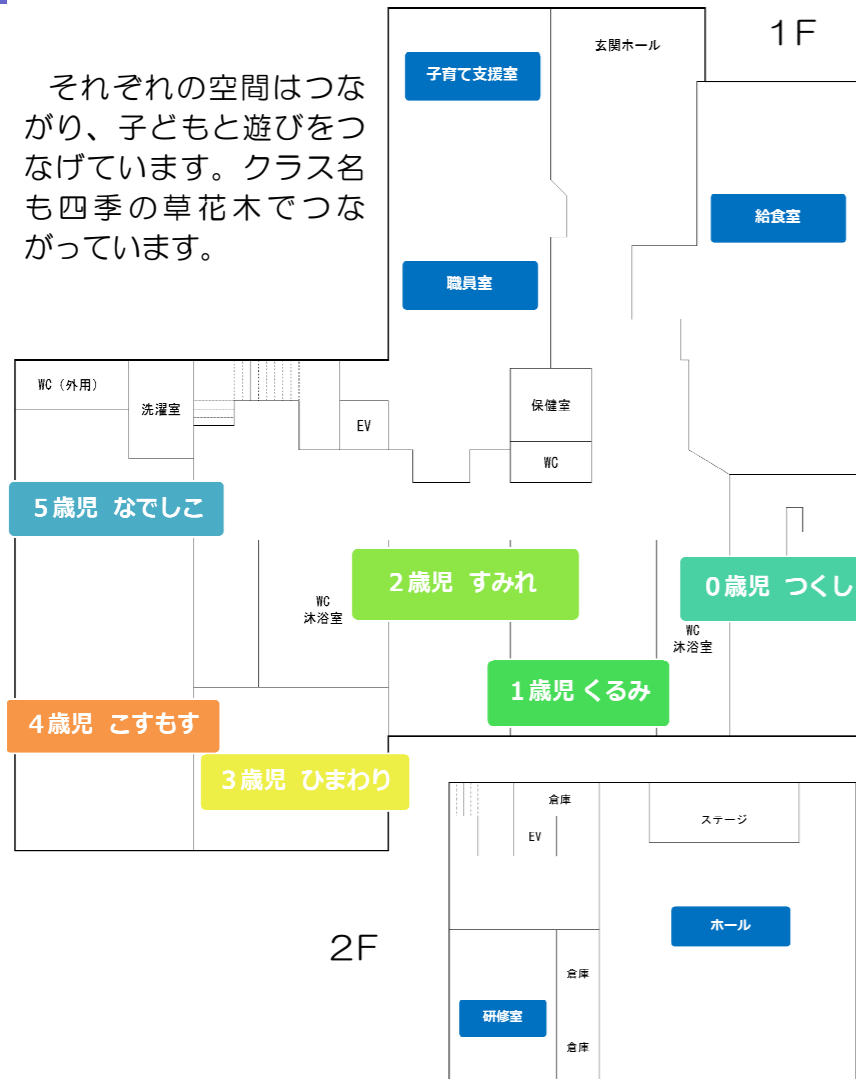 1F
それぞれの空間はつな
がり、子どもと遊びをつ
なげています。クラス名
も四季の草花木でつな
がっています。
子育て支援室
玄関ホール
給食室
職員室
WC（外用）
洗濯室
EV
保健室
WC
5歳児 なでしこ
2歳児 すみれ
0歳児 つくし
WC
沐浴室
WC
沐浴室
1歳児 くるみ
4歳児 こすもす
3歳児 ひまわり
2F
倉庫
EV
ステージ
ホール
倉庫
研修室
倉庫